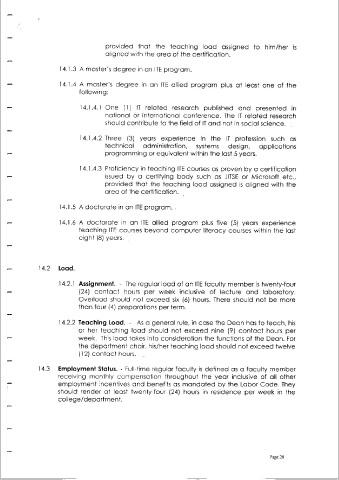 provided that the teaching load assigned to him/her is
aligned with the area of the certification.
14.1.3 A master's degree in an ITE program.
14.1.4 A master's degree in an ITE allied program plus at least one of the
following:
14.1.4.1 One (1) IT related research published and presented in
national or international conference. The IT related research
should contribute to the field of IT and not in social science.
14.1.4.2 Three (3) years experience in the IT profession such as
technical administration, systems design, applications
programming or equivalent within the last 5 years.
14.1.4.3 Proficiency in teaching ITE courses as proven by a certification
issued by a certifying body such as JITSE or Microsoft etc.,
provided that the teaching load assigned is aligned with the
area of certification.
14.1.5 A doctorate in an ITE program.
14.1.6 A doctorate in an ITE allied program plus five (5) years experience
teaching ITE courses beyond computer literacy courses within the last
eight (8) years.
14.2 Load.
14.2.1 Assignment. - The regular load of an ITE faculty member is twenty-four
(24) contact hours per week inclusive of lecture and laboratory.
Overload should not exceed six (6) hours. There should not be more
than four (4) preparations per term.
14.2.2 Teaching Load. - As a general rule, in case the Dean has to teach, his
or her teaching load should not exceed nine (9) contact hours per
week. This load takes into consideration the functions of the Dean. For
the department chair, his/her teaching load should not exceed twelve
(12) contact hours.
14.3 Employment Status. - Full-time regular faculty is defined as a faculty member
receiving monthly compensation throughout the year inclusive of all other
employment incentives and benefits as mandated by the Labor Code. They
should render at least twenty-four (24) hours in residence per week in the
college/department.